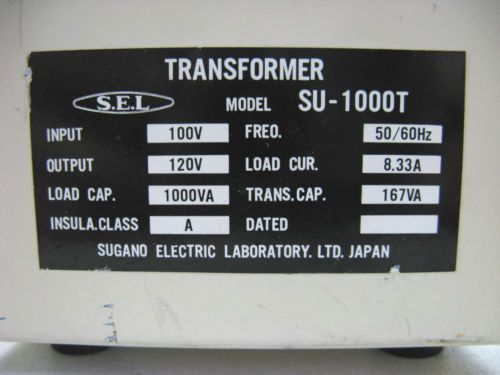 TRANSFORMER
S.E.L MODEL SU-1000T
INPUT 100V FREO. 50/60Hz
OUTPUT 120V LOAD CUR. 8.33A
LOAD CAP. 1000VA TRANS.CAP. 167VA
INSULA.CLASS A DATED
SUGANO ELECTRIC LABORATORY. LTD. JAPAN